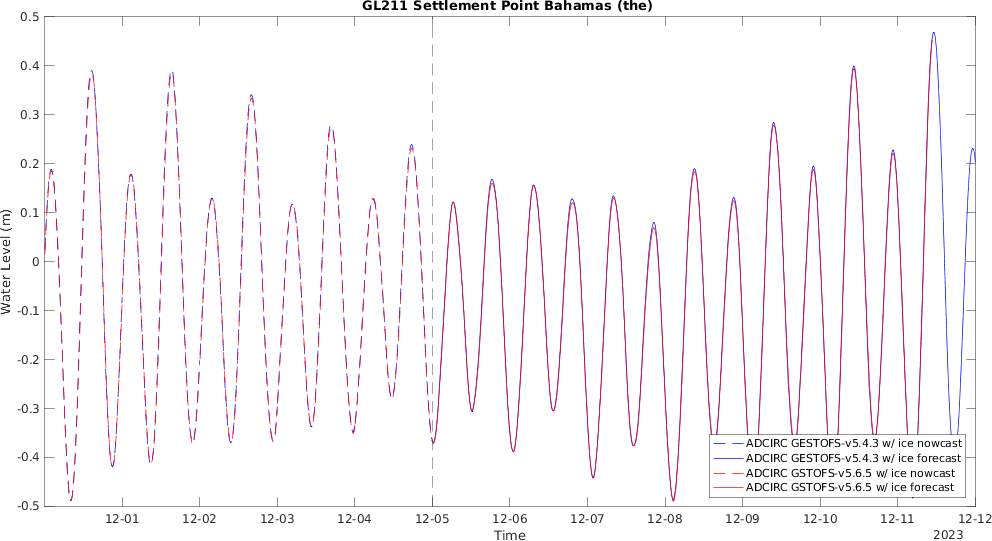 GL211 Settlement Point Bahamas (the)
0.5
0.4
0.3
0.2
0.1
0
-0.1
-0.2
-0.3
-0.4
-0.5
Water Level (m)
ADCIRC GESTOFS-v5.4.3 w/ ice nowcast
ADCIRC GESTOFS-v5.4.3 w/ ice forecast
ADCIRC GSTOFS-v5.6.5 w/ ice nowcast
ADCIRC GSTOFS-v5.6.5 w/ ice forecast
12-01 12-02 12-03 12-04 12-05 12-06 12-07 12-08 12-09 12-10 12-11 12-12
Time
2023